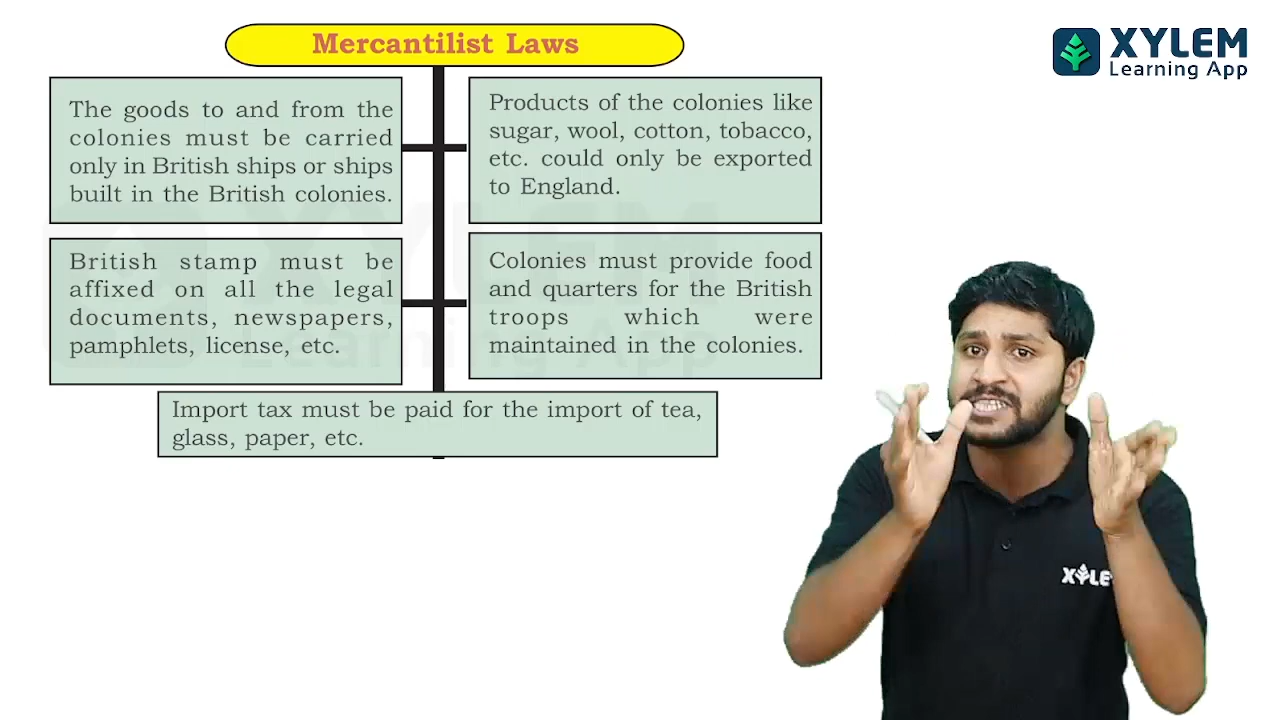 Mercantilist Laws
XYLEM
Learning App
The goods to and from the
colonies must be carried
only in British ships or ships
built in the British colonies.
Products of the colonies like
sugar, wool, cotton, tobacco,
etc. could only be exported
to England.
British stamp must be
affixed on all the legal
documents, newspapers,
pamphlets, license, etc.
Colonies must provide food
and quarters for the British
troops which were
maintained in the colonies.
Import tax must be paid for the import of tea,
glass, paper, etc.
XYLEM
Learning App
XYLE